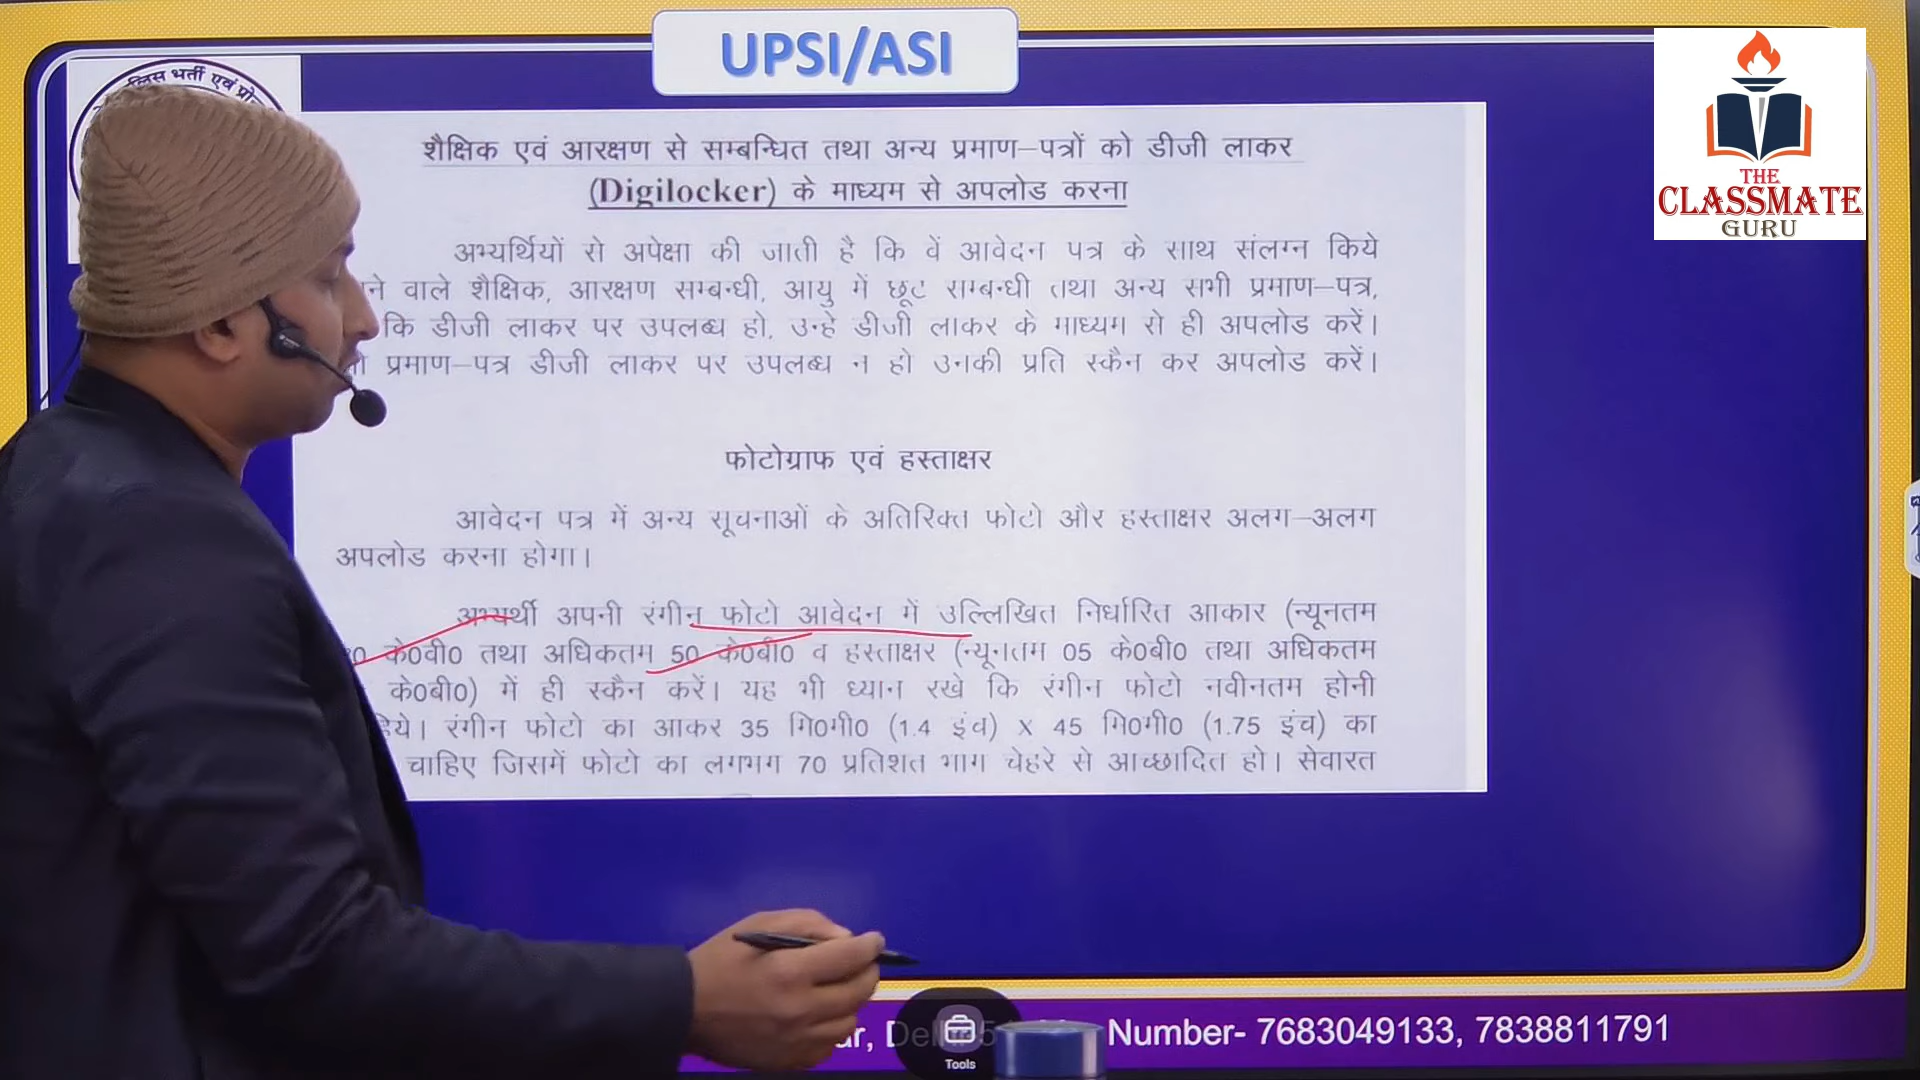 UPSI/ASI
लिस भर्ती एवं प्रो
THE
CLASSMATE
GURU
शैक्षिक एवं आरक्षण से सम्बन्धित तथा अन्य प्रमाण–पत्रों को डीजी लाकर
(Digilocker) के माध्यम से अपलोड करना
अभ्यर्थियों से अपेक्षा की जाती है कि वें आवेदन पत्र के साथ संलग्न किये
ने वाले शैक्षिक, आरक्षण सम्बन्धी, आयु में छूट सम्बन्धी तथा अन्य सभी प्रमाण–पत्र,
कि डीजी लाकर पर उपलब्ध हो, उन्हे डीजी लाकर के माध्यम से ही अपलोड करें।
प्रमाण–पत्र डीजी लाकर पर उपलब्ध न हो उनकी प्रति स्कैन कर अपलोड करें।
फोटोग्राफ एवं हस्ताक्षर
आवेदन पत्र में अन्य सूचनाओं के अतिरिक्त फोटो और हस्ताक्षर अलग–अलग
अपलोड करना होगा।
अभ्यर्थी अपनी रंगीन फोटो आवेदन में उल्लिखित निर्धारित आकार (न्यूनतम
के0बी0 तथा अधिकतम 50 के0बी0 व हस्ताक्षर (न्यूनतम 05 के0बी0 तथा अधिकतम
के0बी0) में ही स्कैन करें। यह भी ध्यान रखे कि रंगीन फोटो नवीनतम होनी
हिये। रंगीन फोटो का आकर 35 मि0मी0 (1.4 इंच) X 45 मि0मी0 (1.75 इंच) का
चाहिए जिसमें फोटो का लगभग 70 प्रतिशत भाग चेहरे से आच्छादित हो। सेवारत
ar, Number- 7683049133, 7838811791
Tools